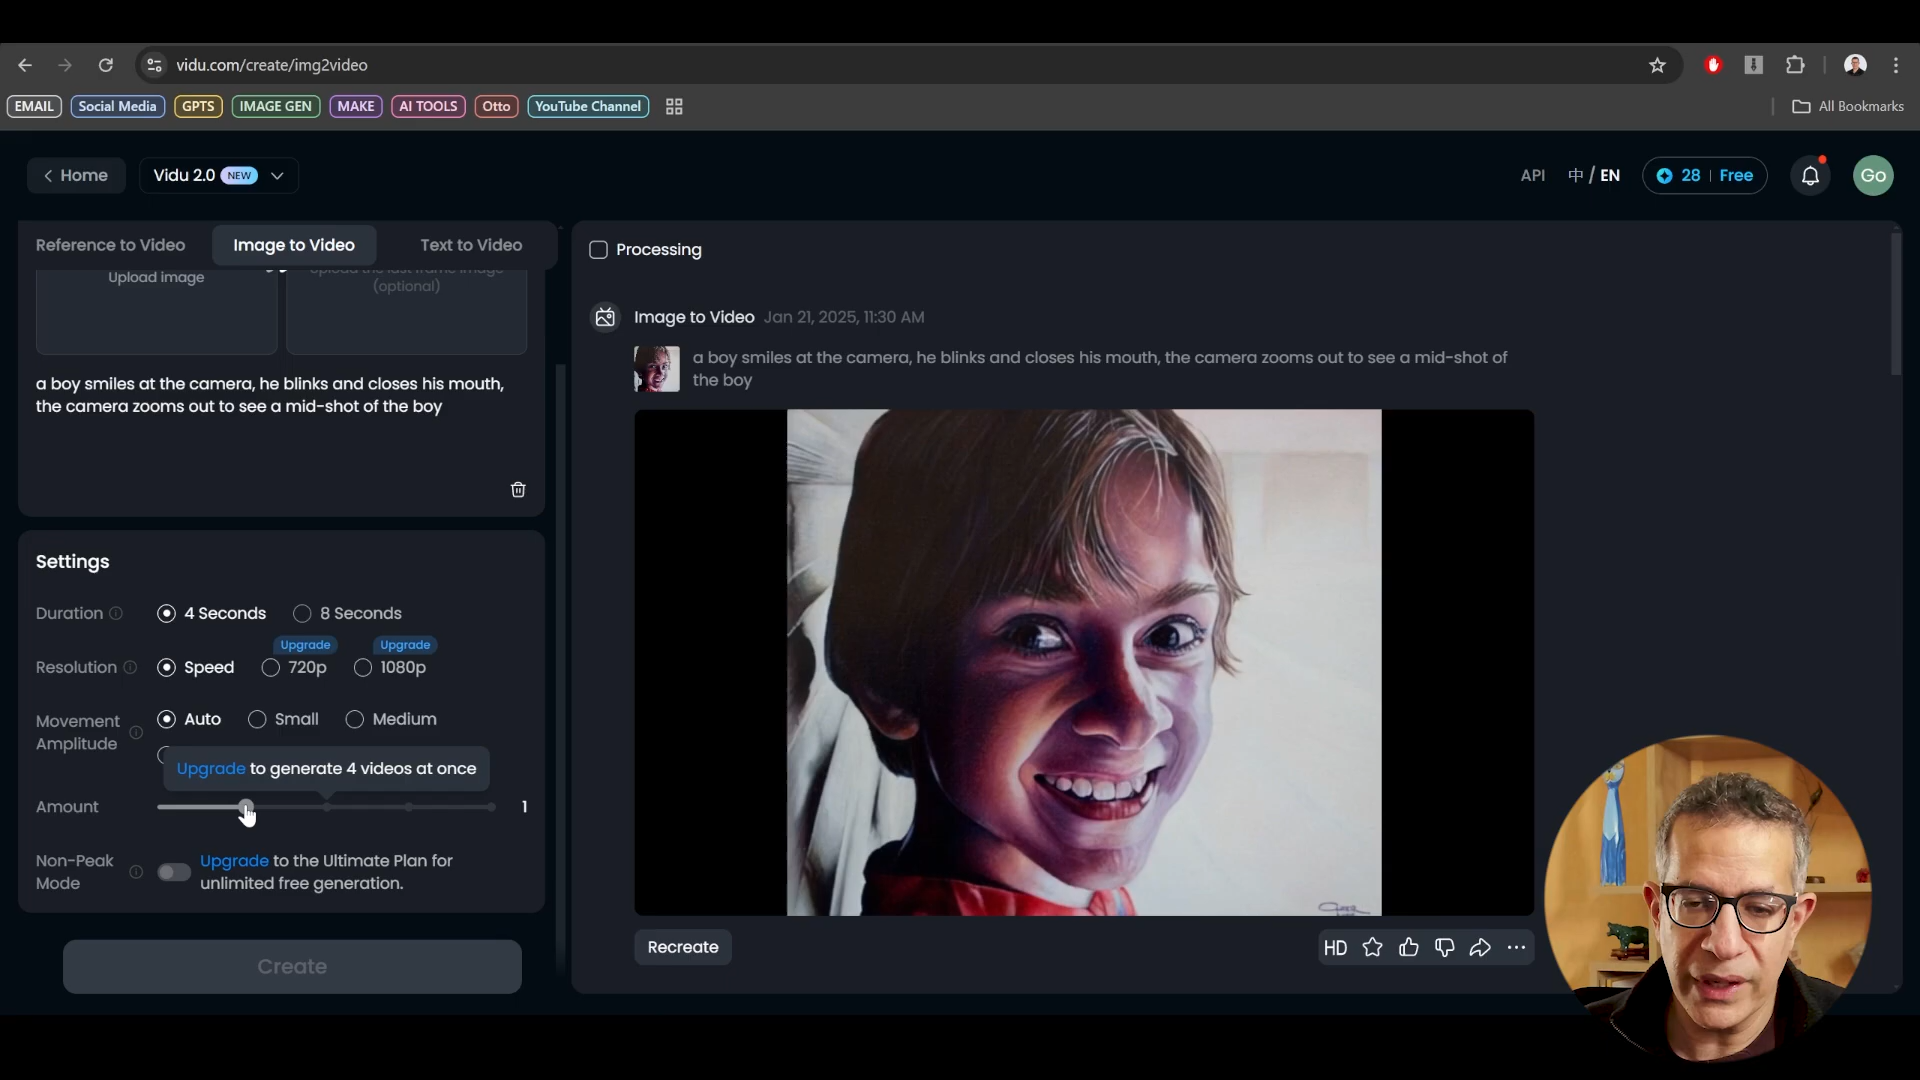 vidu.com/create/img2video
EMAIL
Social Media
GPTS
IMAGE GEN
MAKE
AI TOOLS
Otto
YouTube Channel
All Bookmarks
Home
Vidu 2.0 NEW
API
中 / EN
28 | Free
Go
Reference to Video
Image to Video
Text to Video
Upload image
Upload the last frame image
(optional)
a boy smiles at the camera, he blinks and closes his mouth,
the camera zooms out to see a mid-shot of the boy
Settings
Duration
4 Seconds
8 Seconds
Upgrade
Upgrade
Resolution
Speed
720p
1080p
Movement
Amplitude
Auto
Small
Medium
Upgrade to generate 4 videos at once
Amount
1
Non-Peak
Mode
Upgrade to the Ultimate Plan for
unlimited free generation.
Create
Processing
Image to Video Jan 21, 2025, 11:30 AM
a boy smiles at the camera, he blinks and closes his mouth, the camera zooms out to see a mid-shot of
the boy
Recreate
HD